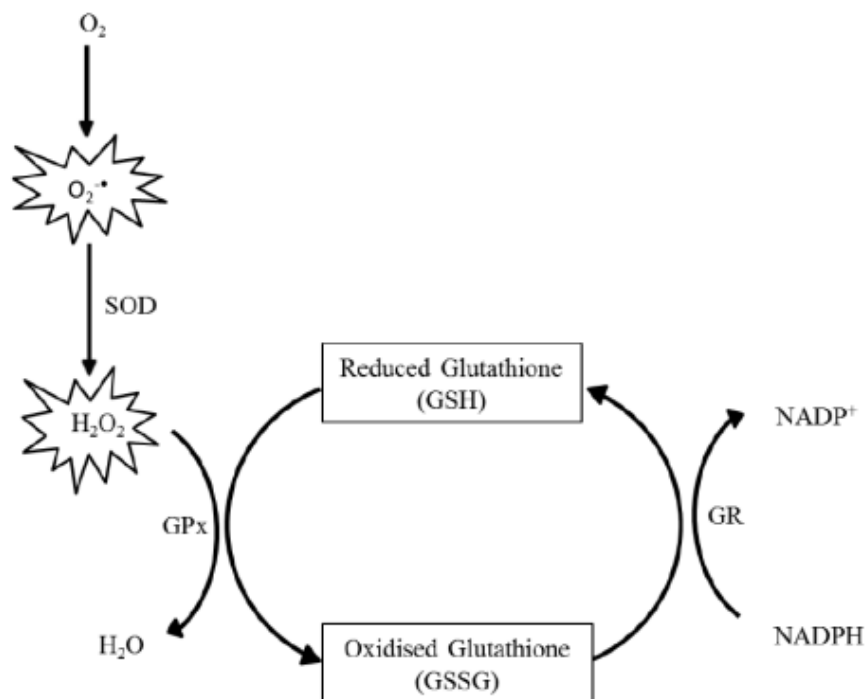 O₂
O₂⁻•
SOD
H₂O₂
Reduced Glutathione
(GSH)
NADP⁺
GPx
GR
H₂O
Oxidised Glutathione
(GSSG)
NADPH